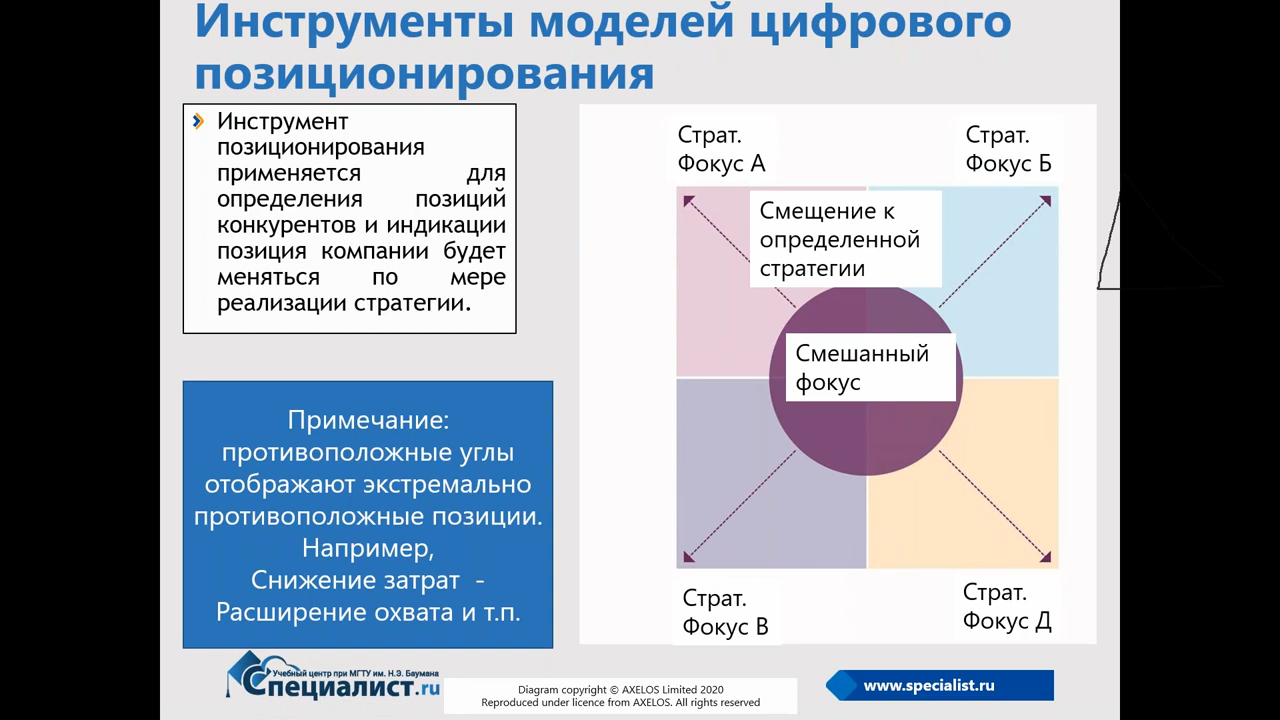 Инструменты моделей цифрового
позиционирования
Инструмент
позиционирования
применяется для
определения позиций
конкурентов и индикации
позиция компании будет
меняться по мере
реализации стратегии.
Примечание:
противоположные углы
отображают экстремально
противоположные позиции.
Например,
Снижение затрат -
Расширение охвата и т.п.
Страт.
Фокус А
Страт.
Фокус Б
Смещение к
определенной
стратегии
Смешанный
фокус
Страт.
Фокус В
Страт.
Фокус Д
Учебный центр при МГТУ им. Н.Э. Баумана
Специалист.ru
Diagram copyright © AXELOS Limited 2020
Reproduced under licence from AXELOS. All rights reserved
www.specialist.ru